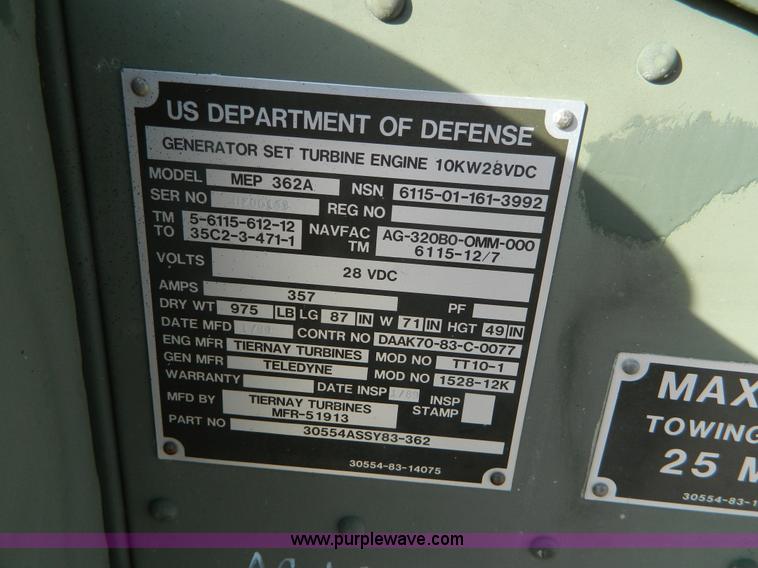 US DEPARTMENT OF DEFENSE
GENERATOR SET TURBINE ENGINE 10KW28VDC
MODEL MEP 362A NSN 6115-01-161-3992
SER NO REG NO
TM 5-6115-612-12 NAVFAC AG-320B0-OMM-000
TO 35C2-3-471-1 TM 6115-12/7
VOLTS 28 VDC
AMPS 357 PF
DRY WT 975 LB LG 87 IN W 71 IN HGT 49 IN
DATE MFD CONTR NO DAAK70-83-C-0077
ENG MFR TIERNAY TURBINES MOD NO TT10-1
GEN MFR TELEDYNE MOD NO 1528-12K
WARRANTY DATE INSP INSP STAMP
MFD BY TIERNAY TURBINES
MFR-51913
PART NO 30554ASSY83-362
30554-83-14075
MAX
TOWING
25 M
30554-83-1
www.purplewave.com